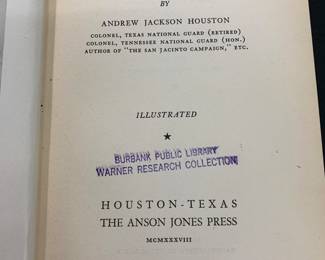 BY
ANDREW JACKSON HOUSTON
COLONEL, TEXAS NATIONAL GUARD (RETIRED)
COLONEL, TENNESSEE NATIONAL GUARD (HON.)
AUTHOR OF "THE SAN JACINTO CAMPAIGN," ETC.
ILLUSTRATED
BURBANK PUBLIC LIBRARY
WARNER RESEARCH COLLECTION
HOUSTON-TEXAS
THE ANSON JONES PRESS
MCMXXXVIII